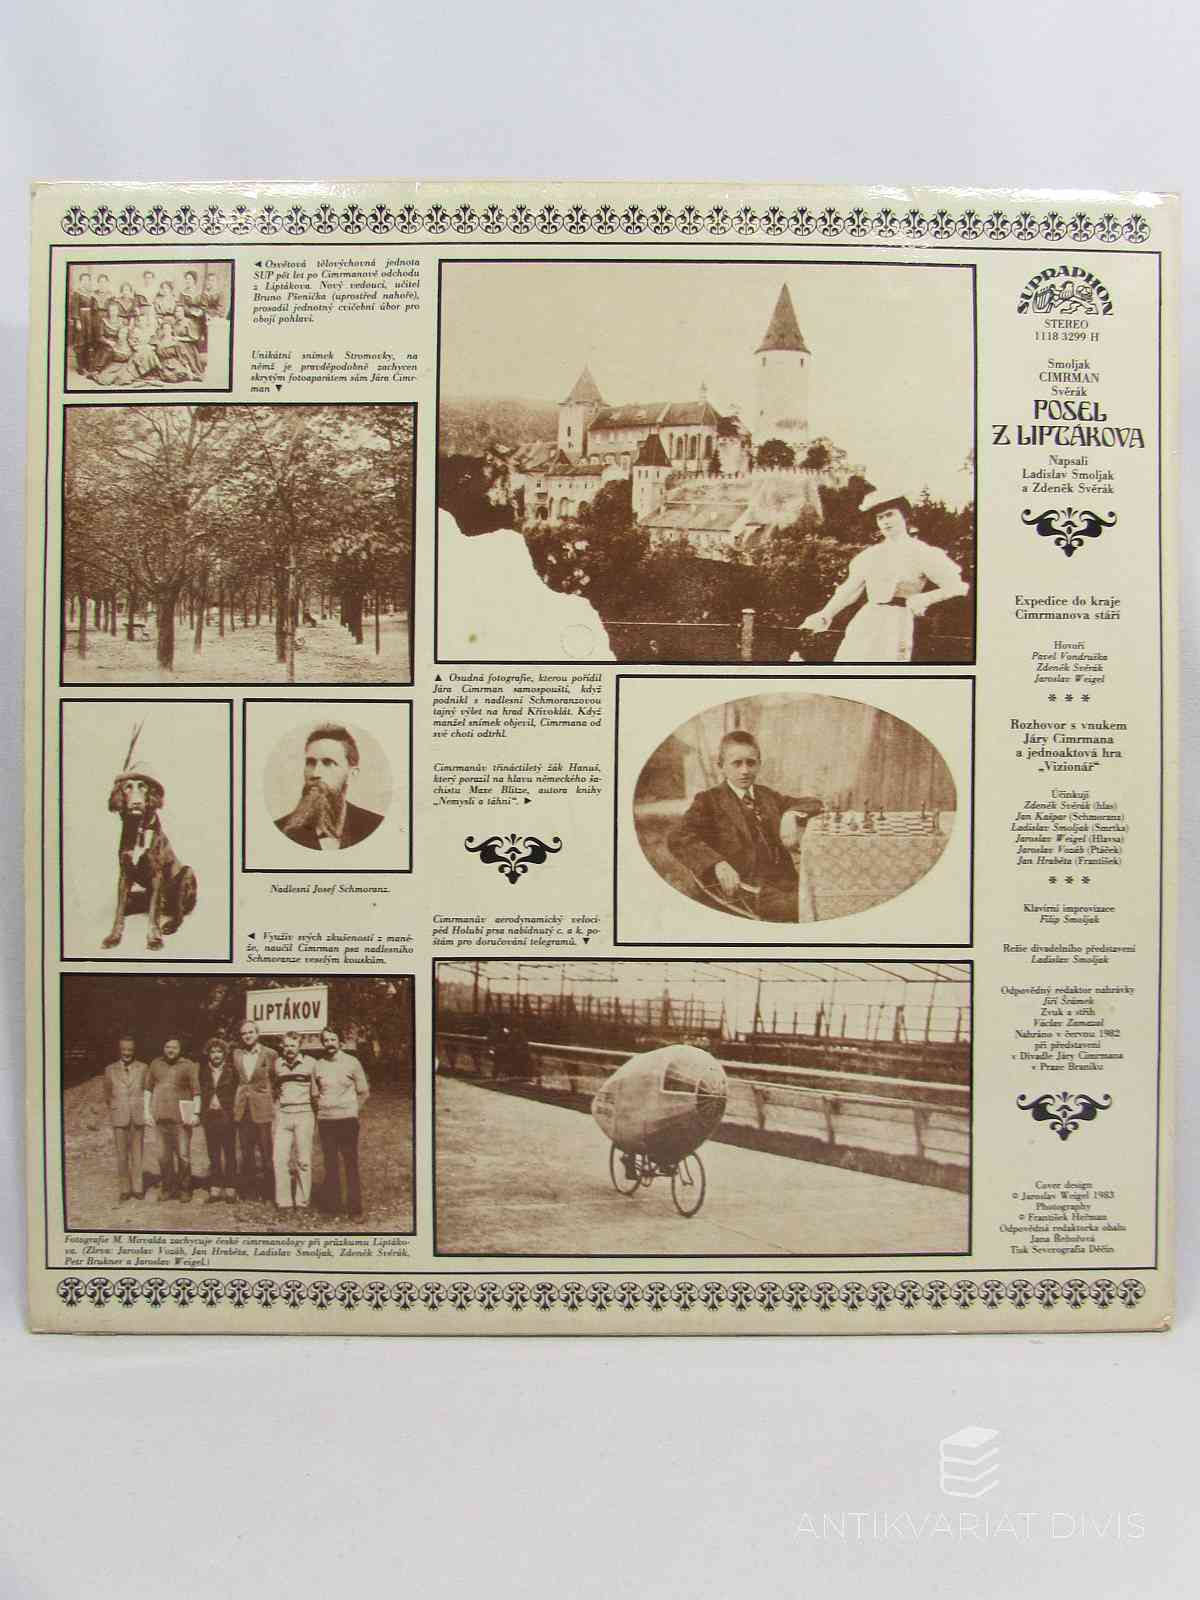 ◄ Osvětová tělovýchovná jednota
SUP pět let po Cimrmanově odchodu
z Liptákova. Nový vedoucí, učitel
Bruno Pšenička (uprostřed nahoře),
prosadil jednotný cvičební úbor pro
obojí pohlaví.
Unikátní snímek Stromovky, na
němž je pravděpodobně zachycen
skrytým fotoaparátem sám Jára Cimr-
man ▼
▲ Osudná fotografie, kterou pořídil
Jára Cimrman samospouští, když
podnikl s nadlesní Schmoranzovou
tajný výlet na hrad Křivoklát. Když
manžel snímek objevil, Cimrmana od
své choti odtrhl.
Cimrmanův třináctiletý žák Hanuš,
který porazil na hlavu německého ša-
chistu Maxe Blitze, autora knihy
„Nemysli a táhni“. ►
Nadlesní Josef Schmoranz.
◄ Využiv svých zkušeností z mané-
že, naučil Cimrman psa nadlesního
Schmoranze veselým kouskům.
Cimrmanův aerodynamický veloci-
péd Holubí prsa nabídnutý c. a k. po-
štám pro doručování telegramů. ▼
LIPTÁKOV
Fotografie M. Mirvalda zachycuje české cimrmanology při průzkumu Liptáko-
va. (Zleva: Jaroslav Vozáb, Jan Hraběta, Ladislav Smoljak, Zdeněk Svěrák,
Petr Brukner a Jaroslav Weigel.)
SUPRAPHON
STEREO
1118 3299 H
Smoljak
CIMRMAN
Svěrák
POSEL
Z LIPTÁKOVA
Napsali
Ladislav Smoljak
a Zdeněk Svěrák
Expedice do kraje
Cimrmanova stáří
Hovoří
Pavel Vondruška
Zdeněk Svěrák
Jaroslav Weigel
* * *
Rozhovor s vnukem
Járy Cimrmana
a jednoaktová hra
„Vizionář“
Účinkují
Zdeněk Svěrák (hlas)
Jan Kašpar (Schmoranz)
Ladislav Smoljak (Smrtka)
Jaroslav Weigel (Hlavsa)
Jaroslav Vozáb (Ptáček)
Jan Hraběta (František)
* * *
Klavírní improvizace
Filip Smoljak
Režie divadelního představení
Ladislav Smoljak
Odpovědný redaktor nahrávky
Jiří Šrámek
Zvuk a střih
Václav Zamazal
Nahráno v červnu 1982
při představení
v Divadle Járy Cimrmana
v Praze Braníku
Cover design
© Jaroslav Weigel 1983
Photography
© František Heřman
Odpovědná redaktorka obalu
Jana Řehořová
Tisk Severografia Děčín
ANTIKVARIÁT DIVIŠ